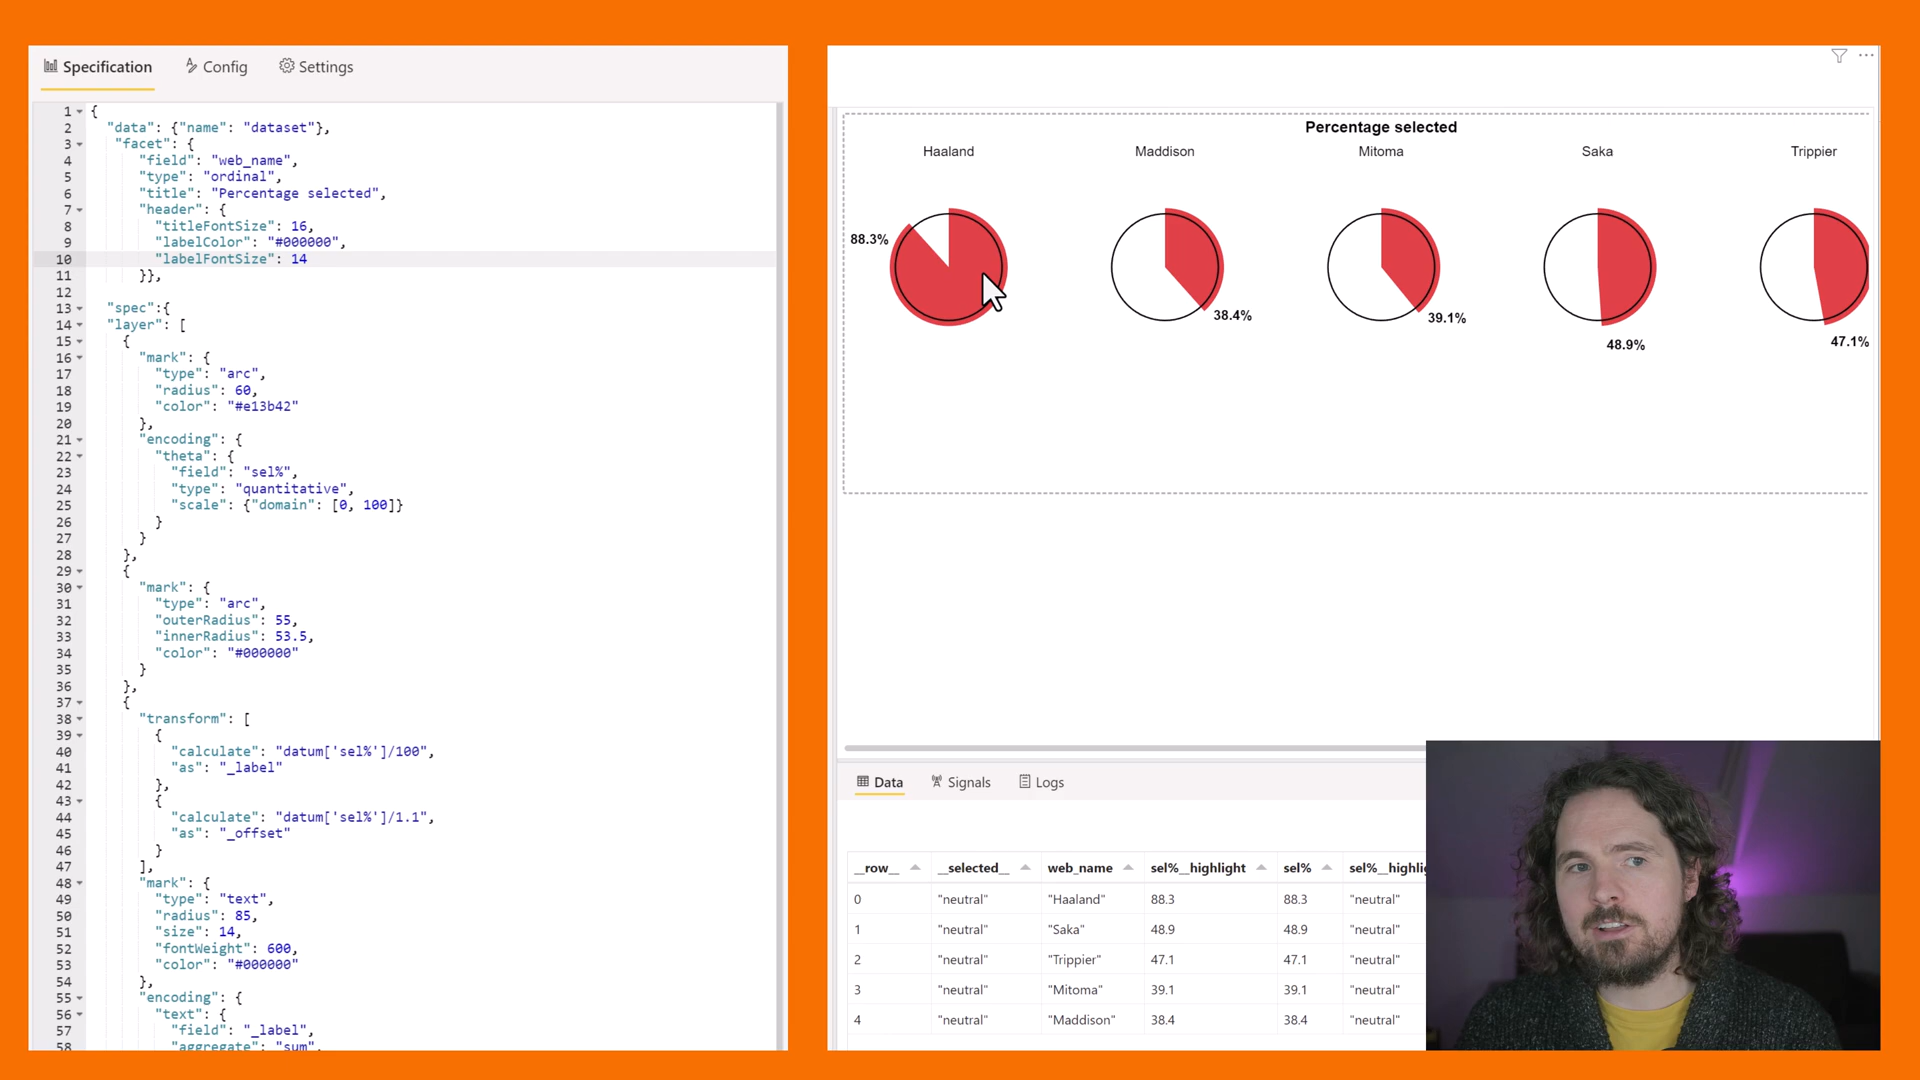 Specification Config Settings
1 {
2 "data": {"name": "dataset"},
3 "facet": {
4 "field": "web_name",
5 "type": "ordinal",
6 "title": "Percentage selected",
7 "header": {
8 "titleFontSize": 16,
9 "labelColor": "#000000",
10 "labelFontSize": 14
11 }},
12
13 "spec":{
14 "layer": [
15 {
16 "mark": {
17 "type": "arc",
18 "radius": 60,
19 "color": "#e13b42"
20 },
21 "encoding": {
22 "theta": {
23 "field": "sel%",
24 "type": "quantitative",
25 "scale": {"domain": [0, 100]}
26 }
27 }
28 },
29 {
30 "mark": {
31 "type": "arc",
32 "outerRadius": 55,
33 "innerRadius": 53.5,
34 "color": "#000000"
35 }
36 },
37 {
38 "transform": [
39 {
40 "calculate": "datum['sel%']/100",
41 "as": "_label"
42 },
43 {
44 "calculate": "datum['sel%']/1.1",
45 "as": "_offset"
46 }
47 ],
48 "mark": {
49 "type": "text",
50 "radius": 85,
51 "size": 14,
52 "fontWeight": 600,
53 "color": "#000000"
54 },
55 "encoding": {
56 "text": {
57 "field": "_label",
58 "aggregate": "sum",
Percentage selected
Haaland Maddison Mitoma Saka Trippier
88.3% 38.4% 39.1% 48.9% 47.1%
Data Signals Logs
__row__ __selected__ web_name sel%__highlight sel% sel%__highlig
0 "neutral" "Haaland" 88.3 88.3 "neutral"
1 "neutral" "Saka" 48.9 48.9 "neutral"
2 "neutral" "Trippier" 47.1 47.1 "neutral"
3 "neutral" "Mitoma" 39.1 39.1 "neutral"
4 "neutral" "Maddison" 38.4 38.4 "neutral"